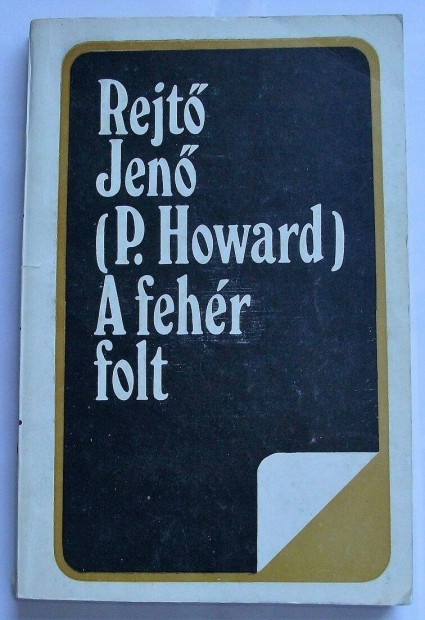 Rejtő
Jenő
(P. Howard)
A fehér
folt